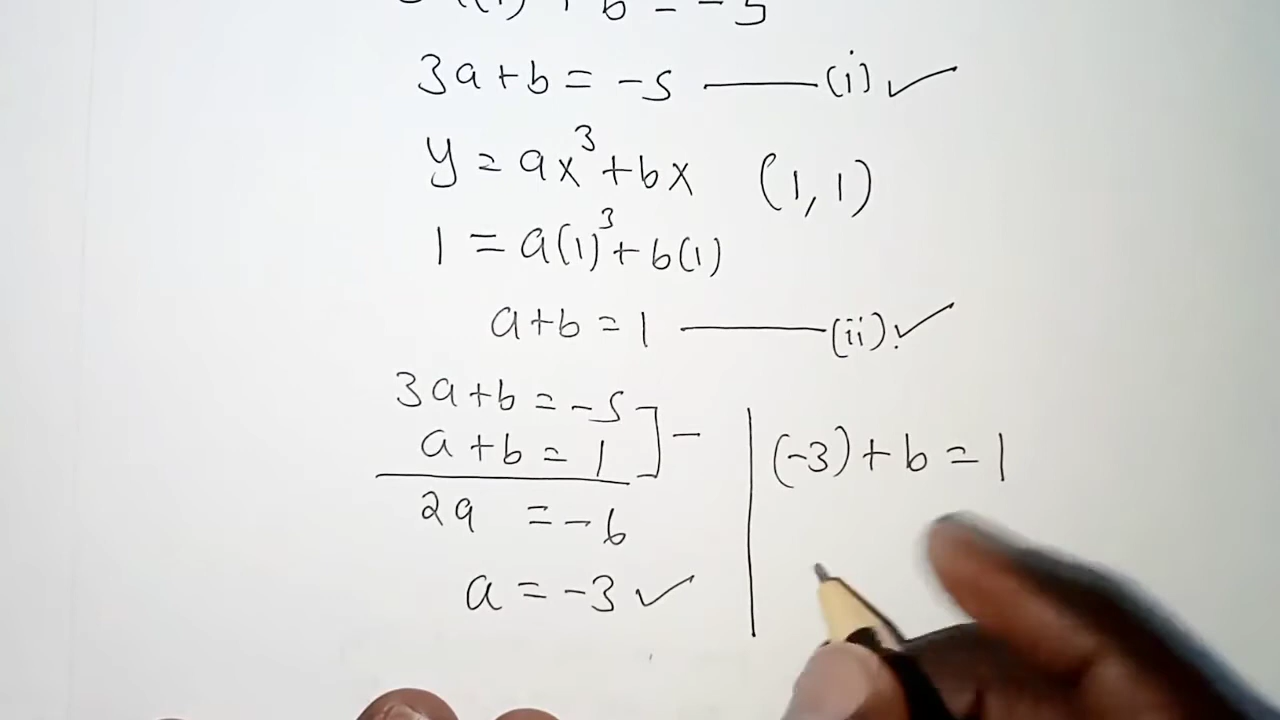 3a + b = -5 — (i) ✓
y = ax³ + bx (1, 1)
1 = a(1)³ + b(1)
a + b = 1 — (ii). ✓
3a + b = -5
a + b = 1 ] -
2a = -6
a = -3 ✓
(-3) + b = 1